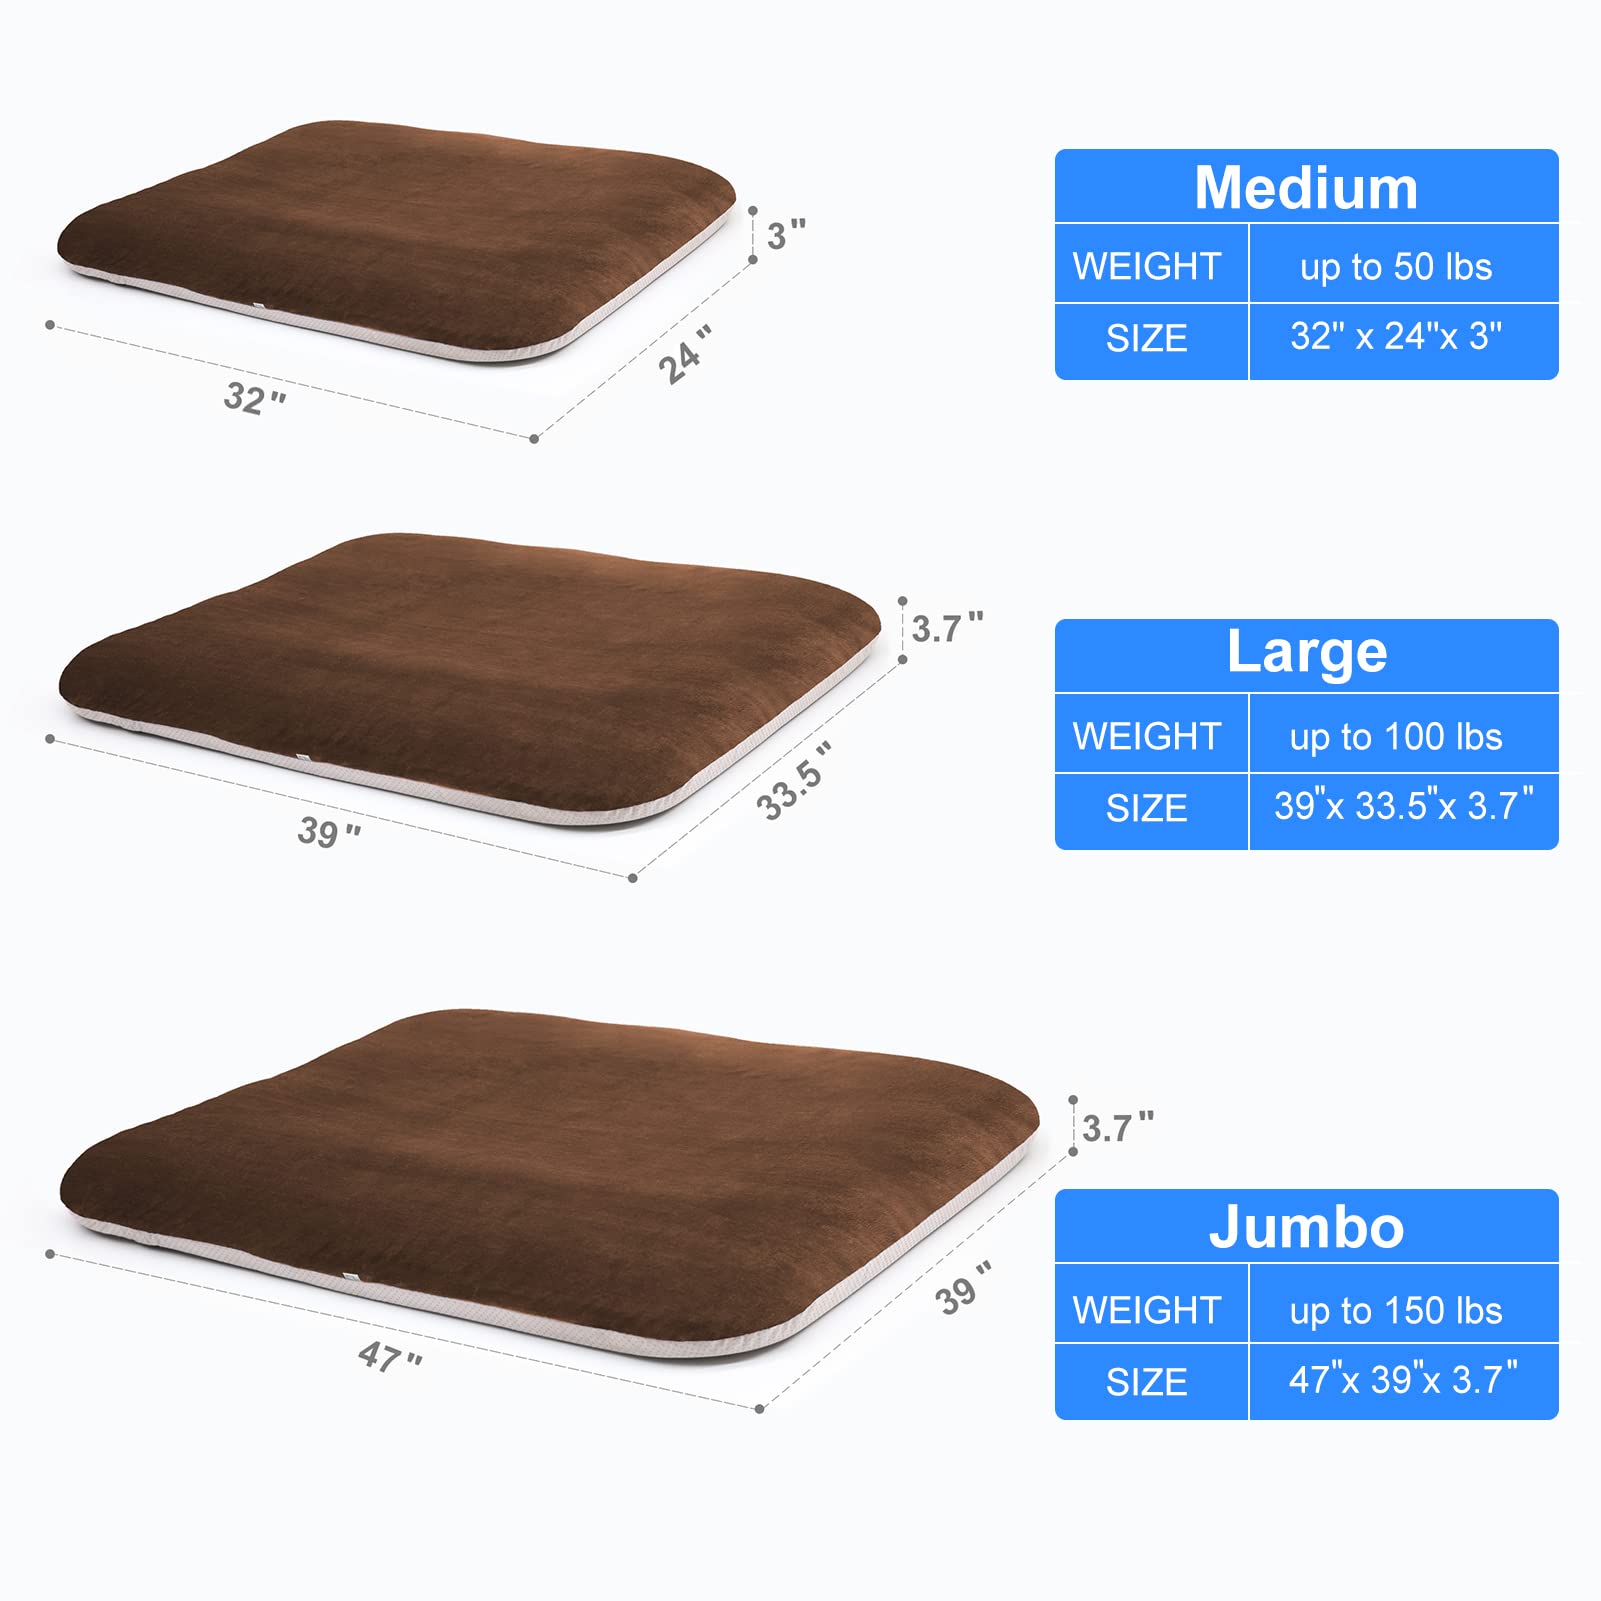 3"
24"
32"
Medium
WEIGHT up to 50 lbs
SIZE 32" x 24"x 3"
3.7"
33.5"
39"
Large
WEIGHT up to 100 lbs
SIZE 39"x 33.5"x 3.7"
3.7"
39"
47"
Jumbo
WEIGHT up to 150 lbs
SIZE 47"x 39"x 3.7"